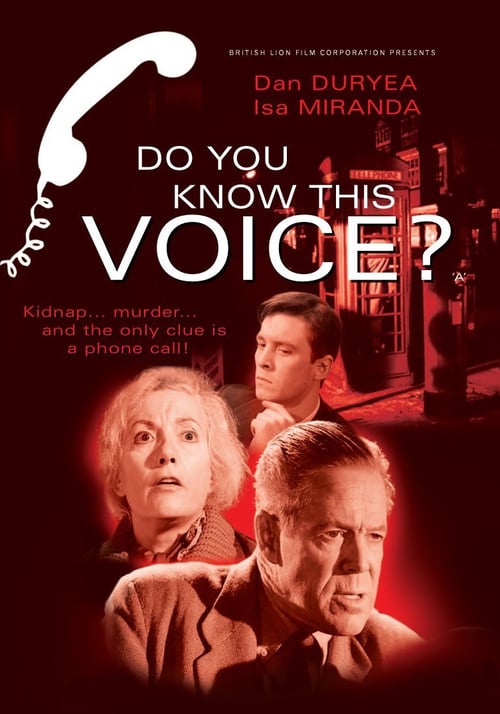 BRITISH LION FILM CORPORATION PRESENTS
Dan DURYEA
Isa MIRANDA
TELEPHONE
DO YOU
KNOW THIS
VOICE?
'A'
Kidnap... murder...
and the only clue is
a phone call!